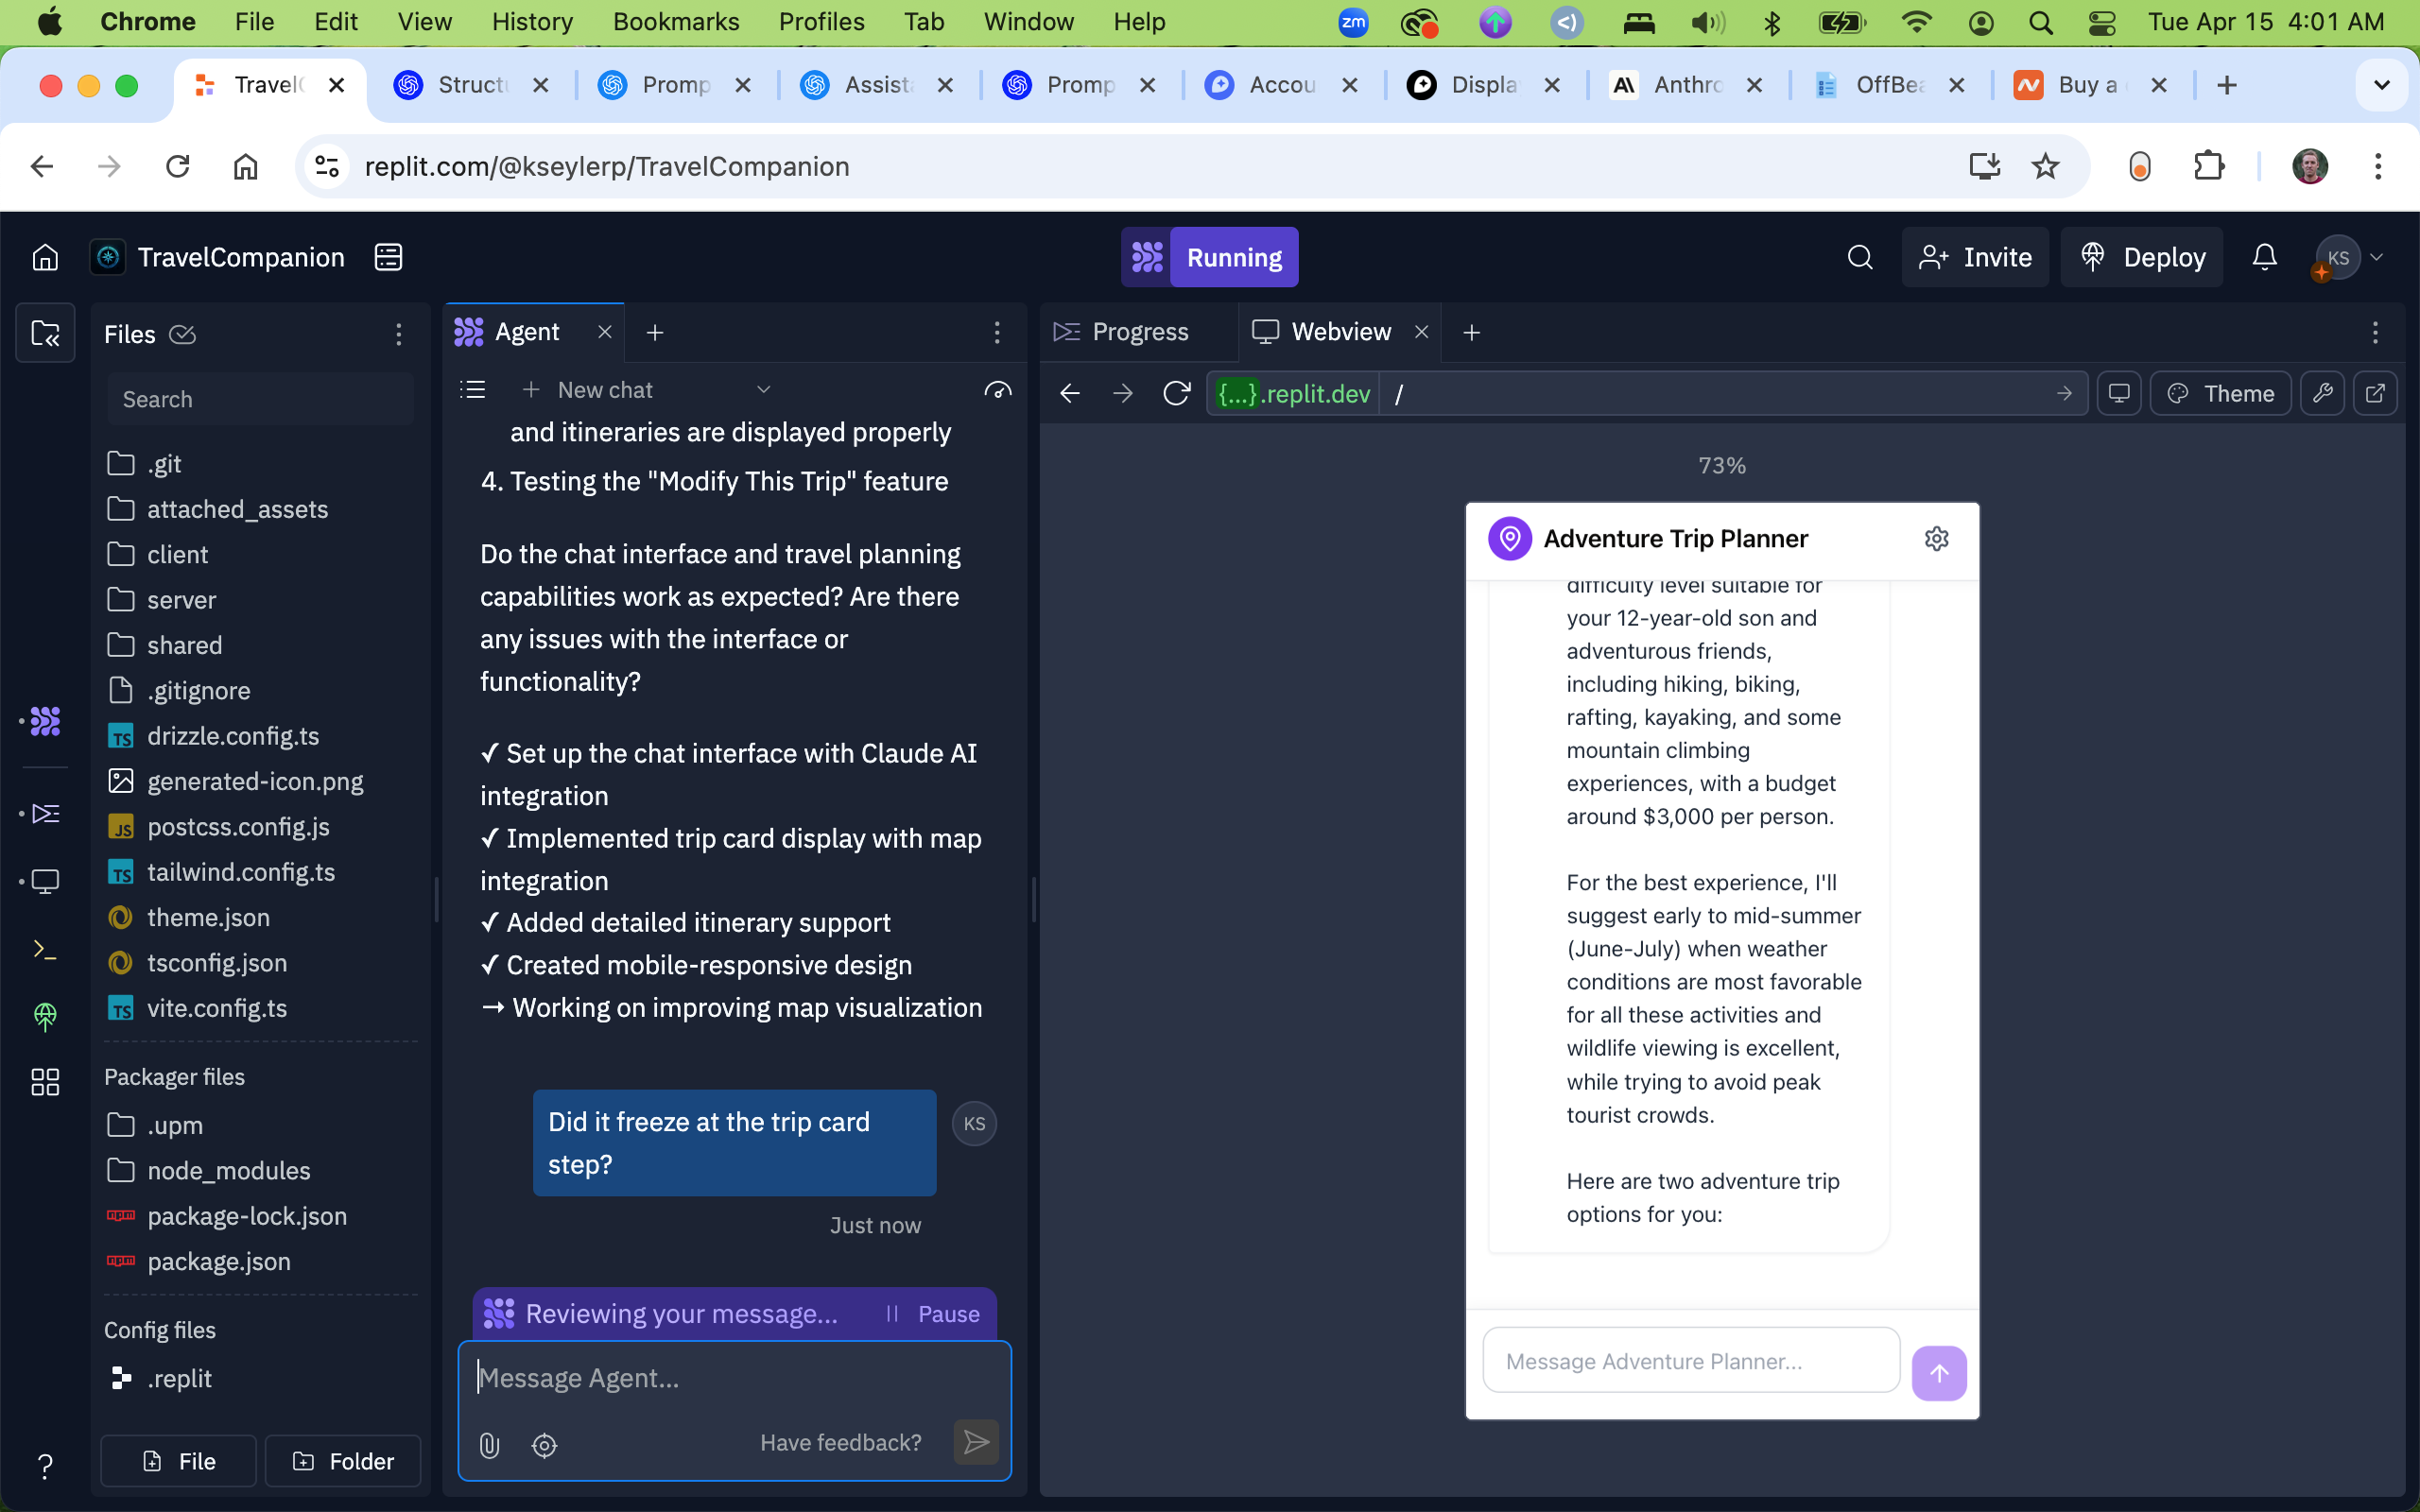 Chrome File Edit View History Bookmarks Profiles Tab Window Help zm Tue Apr 15 4:01 AM
Travel Structu Promp Assista Promp Accou Displa Anthro OffBea Buy a
replit.com/@kseylerp/TravelCompanion
TravelCompanion Running Invite Deploy KS
Files
Search
.git
attached_assets
client
server
shared
.gitignore
TS drizzle.config.ts
generated-icon.png
JS postcss.config.js
TS tailwind.config.ts
theme.json
tsconfig.json
TS vite.config.ts
Packager files
.upm
node_modules
npm package-lock.json
npm package.json
Config files
.replit
File Folder
Agent
New chat
and itineraries are displayed properly
4. Testing the "Modify This Trip" feature
Do the chat interface and travel planning
capabilities work as expected? Are there
any issues with the interface or
functionality?
✓ Set up the chat interface with Claude AI
integration
✓ Implemented trip card display with map
integration
✓ Added detailed itinerary support
✓ Created mobile-responsive design
→ Working on improving map visualization
Did it freeze at the trip card
step?
KS
Just now
Reviewing your message... Pause
Message Agent...
Have feedback?
Progress Webview
{...}.replit.dev / Theme
73%
Adventure Trip Planner
difficulty level suitable for
your 12-year-old son and
adventurous friends,
including hiking, biking,
rafting, kayaking, and some
mountain climbing
experiences, with a budget
around $3,000 per person.
For the best experience, I'll
suggest early to mid-summer
(June-July) when weather
conditions are most favorable
for all these activities and
wildlife viewing is excellent,
while trying to avoid peak
tourist crowds.
Here are two adventure trip
options for you:
Message Adventure Planner...